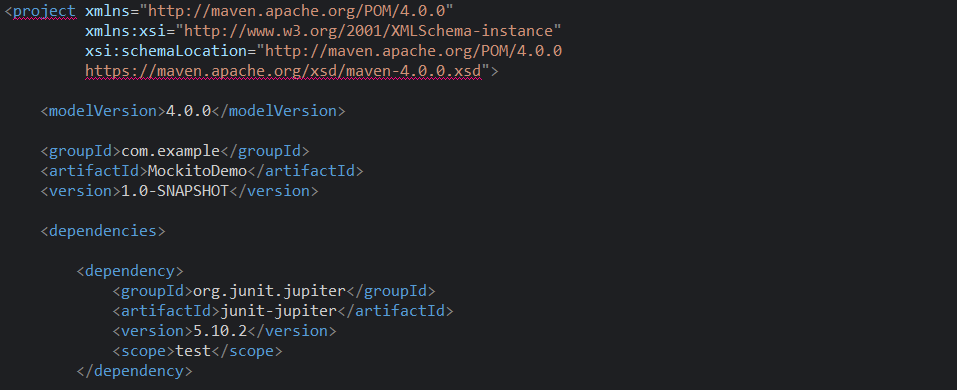 <project xmlns="http://maven.apache.org/POM/4.0.0"
xmlns:xsi="http://www.w3.org/2001/XMLSchema-instance"
xsi:schemaLocation="http://maven.apache.org/POM/4.0.0
https://maven.apache.org/xsd/maven-4.0.0.xsd">
<modelVersion>4.0.0</modelVersion>
<groupId>com.example</groupId>
<artifactId>MockitoDemo</artifactId>
<version>1.0-SNAPSHOT</version>
<dependencies>
<dependency>
<groupId>org.junit.jupiter</groupId>
<artifactId>junit-jupiter</artifactId>
<version>5.10.2</version>
<scope>test</scope>
</dependency>